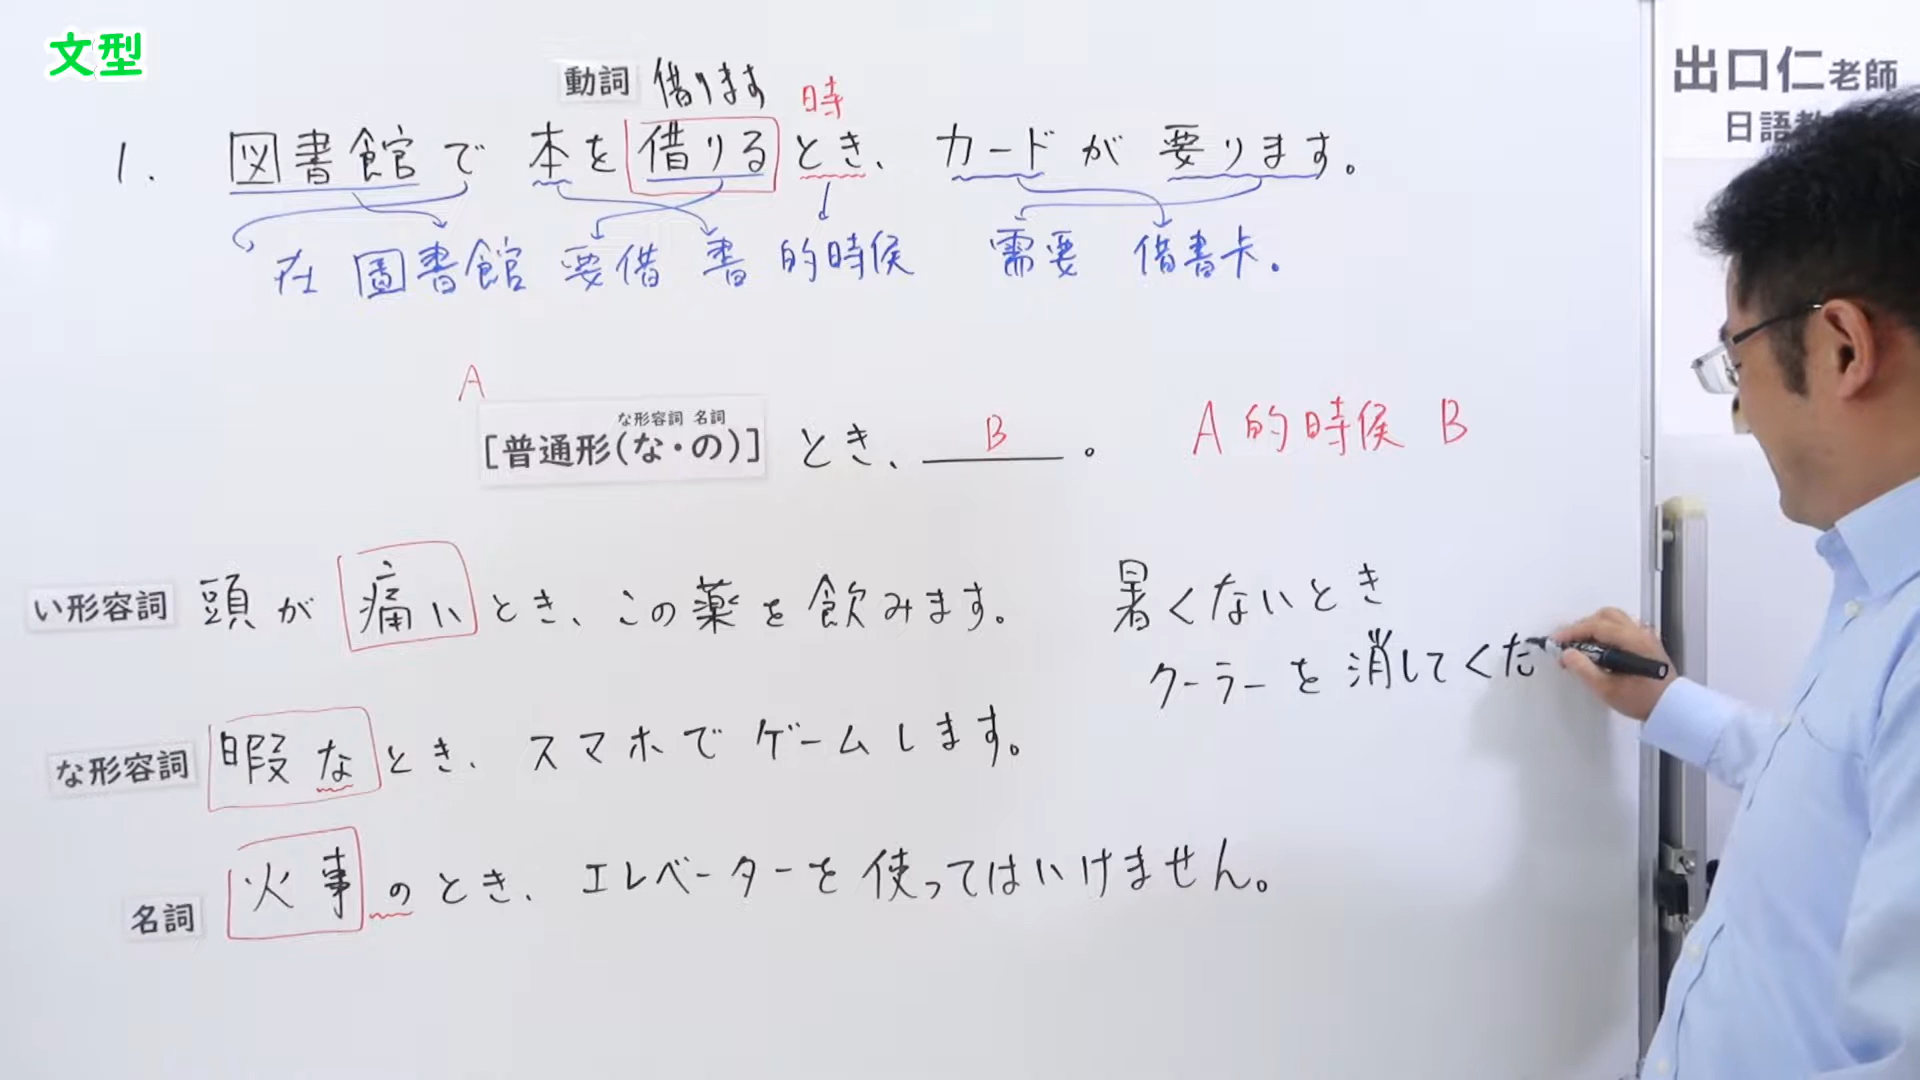 文型
出口仁老師
日語教
動詞 借ります 時
1. 図書館で 本を借りるとき、カードが要ります。
在 圖書館 要借 書 的時候 需要 借書卡.
A
な形容詞 名詞
[普通形(な・の)] とき、 B 。 A的時候 B
い形容詞 頭が痛いとき、この薬を飲みます。
暑くないとき
クーラーを消してくだ
な形容詞 暇なとき、スマホでゲームします。
名詞 火事のとき、エレベーターを使ってはいけません。